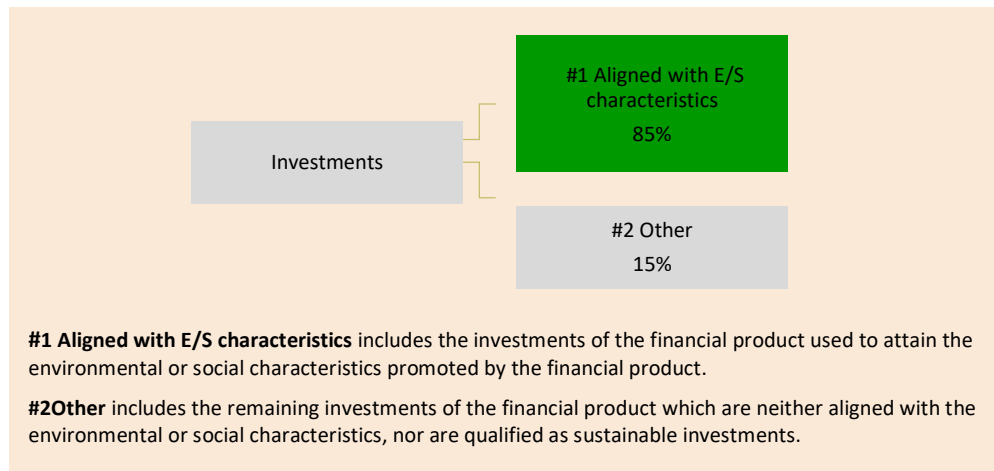 #1 Aligned with E/S
characteristics
85%
Investments
#2 Other
15%
#1 Aligned with E/S characteristics includes the investments of the financial product used to attain the
environmental or social characteristics promoted by the financial product.
#2Other includes the remaining investments of the financial product which are neither aligned with the
environmental or social characteristics, nor are qualified as sustainable investments.